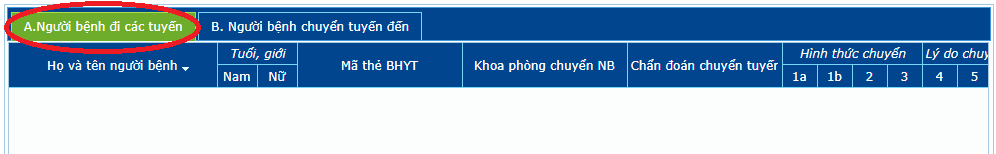 A.Người bệnh đi các tuyến B. Người bệnh chuyển tuyến đến
Họ và tên người bệnh Tuổi, giới Mã thẻ BHYT Khoa phòng chuyển NB Chẩn đoán chuyển tuyến Hình thức chuyển Lý do chuy
Nam Nữ 1a 1b 2 3 4 5